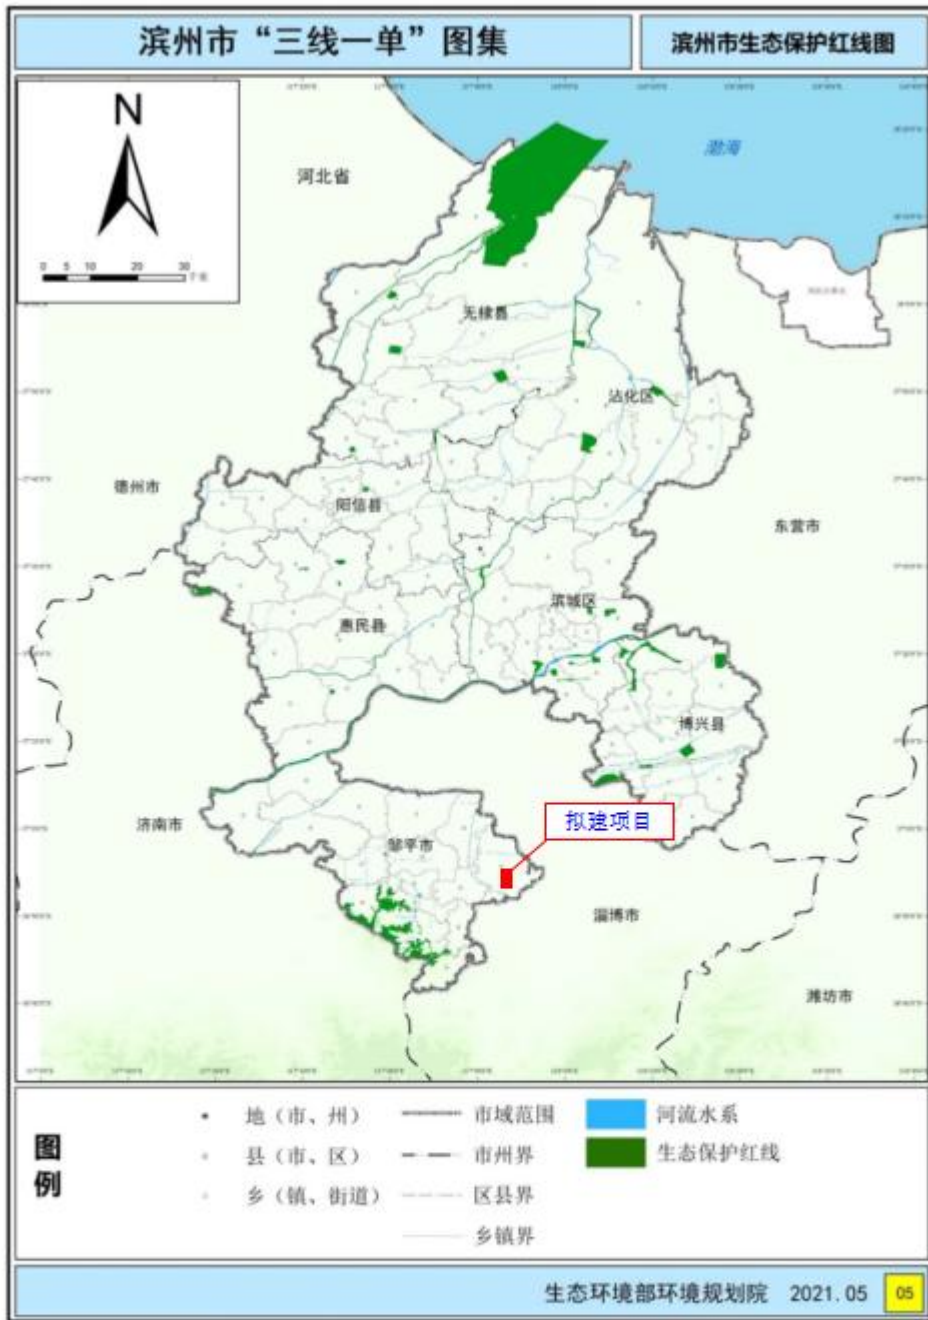 滨州市“三线一单”图集
滨州市生态保护红线图
N
渤海
河北省
0 5 10 20 30
千米
无棣县
沾化区
德州市
阳信县
东营市
滨城区
惠民县
博兴县
拟建项目
济南市
邹平市
淄博市
潍坊市
图例
地（市、州）
市域范围
河流水系
县（市、区）
市州界
生态保护红线
乡（镇、街道）
区县界
乡镇界
生态环境部环境规划院 2021.05
05